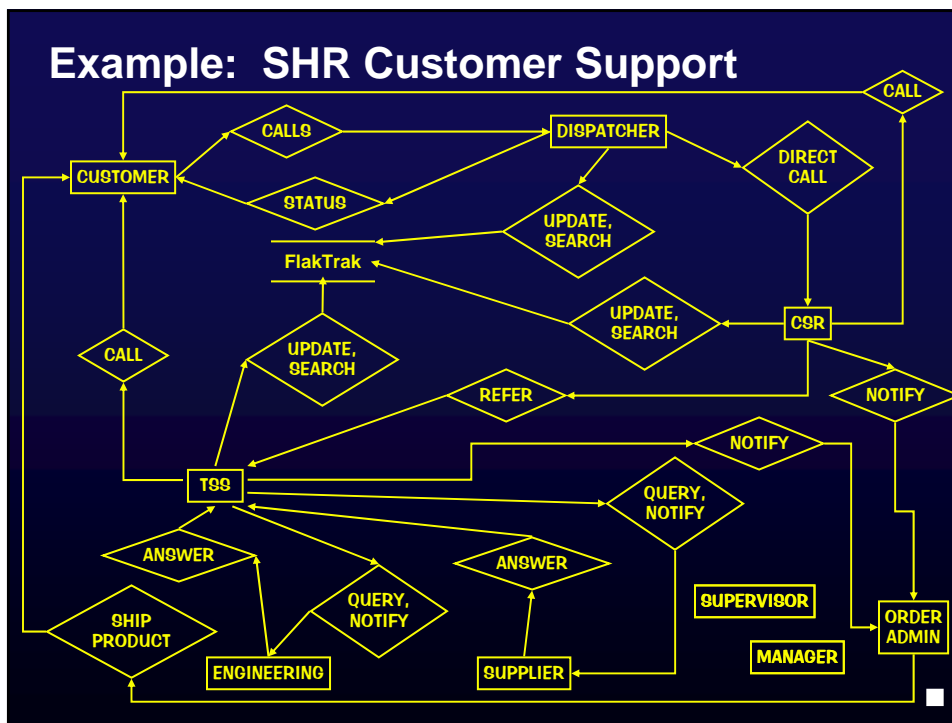 Example: SHR Customer Support
CALL
CALLS
DISPATCHER
DIRECT
CALL
CUSTOMER
STATUS
UPDATE,
SEARCH
FlakTrak
UPDATE,
SEARCH
CSR
CALL
UPDATE,
SEARCH
REFER
NOTIFY
NOTIFY
TSS
QUERY,
NOTIFY
ANSWER
ANSWER
QUERY,
NOTIFY
SUPERVISOR
SHIP
PRODUCT
ORDER
ADMIN
ENGINEERING
SUPPLIER
MANAGER